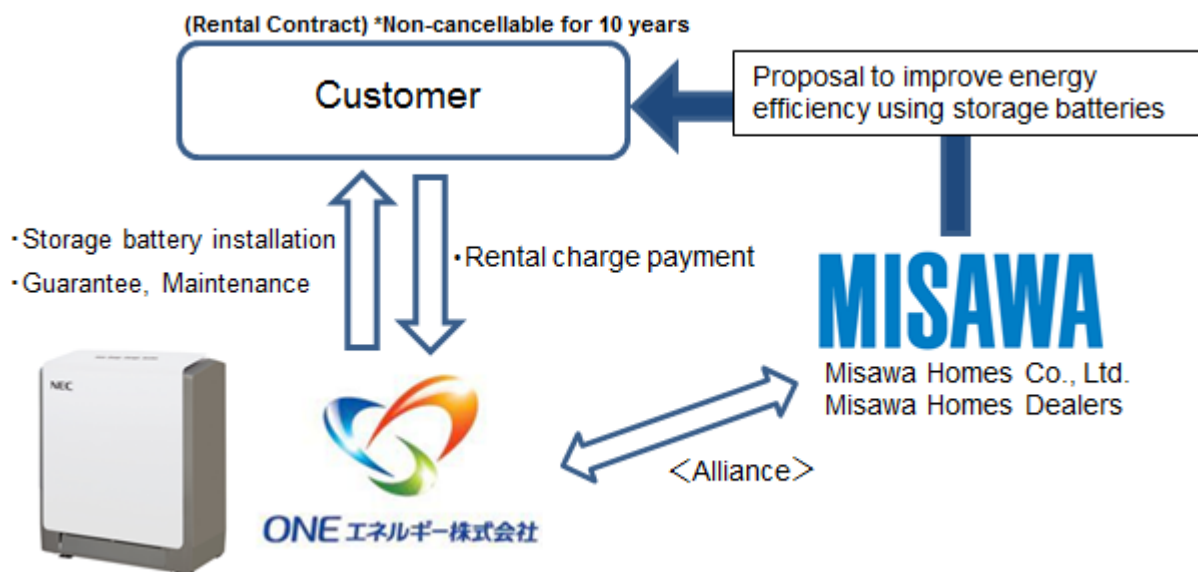 (Rental Contract) *Non-cancellable for 10 years
Customer
Proposal to improve energy
efficiency using storage batteries
・Storage battery installation
・Guarantee, Maintenance
・Rental charge payment
MISAWA
Misawa Homes Co., Ltd.
Misawa Homes Dealers
NEC
＜Alliance＞
ONEエネルギー株式会社